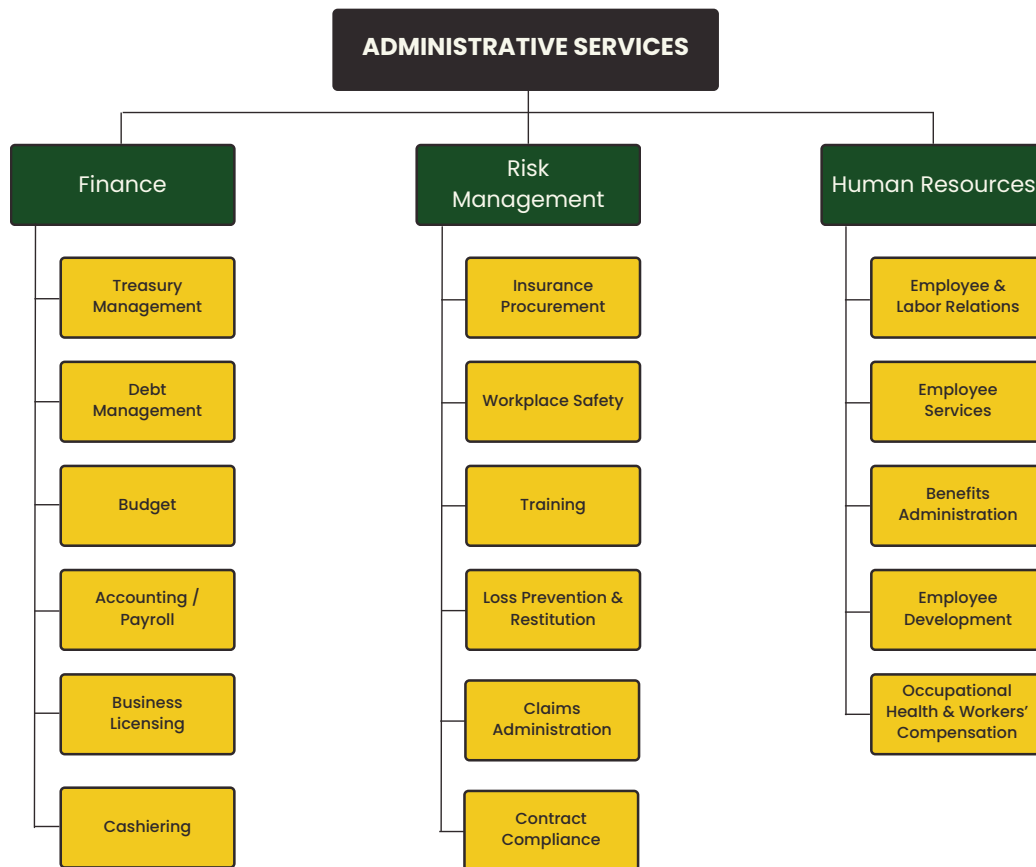 ADMINISTRATIVE SERVICES
Finance
Treasury
Management
Debt
Management
Budget
Accounting /
Payroll
Business
Licensing
Cashiering
Risk
Management
Insurance
Procurement
Workplace Safety
Training
Loss Prevention &
Restitution
Claims
Administration
Contract
Compliance
Human Resources
Employee &
Labor Relations
Employee
Services
Benefits
Administration
Employee
Development
Occupational
Health & Workers’
Compensation